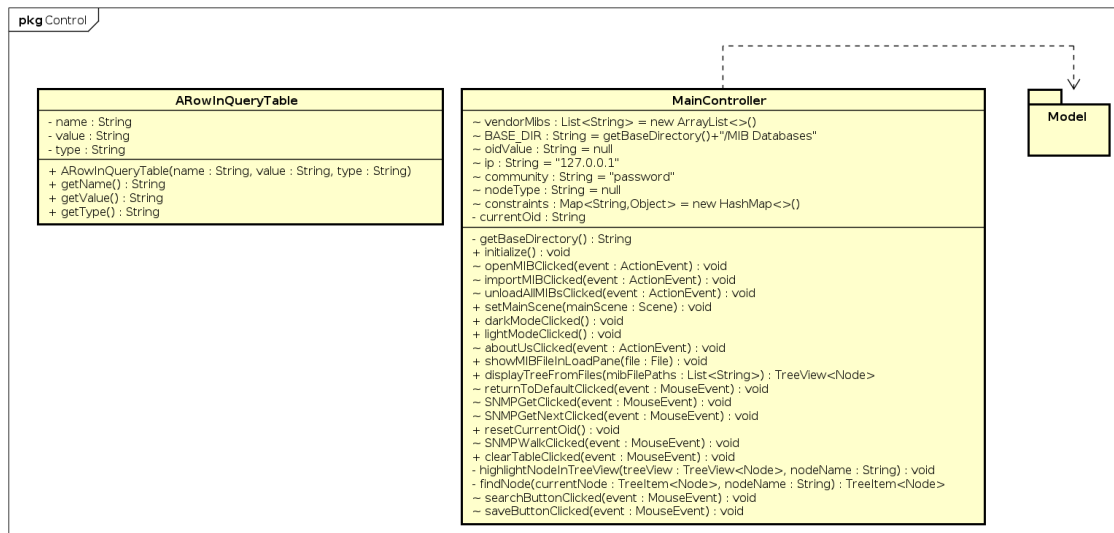 pkg Control
ARowInQueryTable
- name : String
- value : String
- type : String
+ ARowInQueryTable(name : String, value : String, type : String)
+ getName() : String
+ getValue() : String
+ getType() : String
MainController
~ vendorMibs : List<String> = new ArrayList<>()
~ BASE_DIR : String = getBaseDirectory()+"/MIB Databases"
~ oidValue : String = null
~ ip : String = "127.0.0.1"
~ community : String = "password"
~ nodeType : String = null
~ constraints : Map<String,Object> = new HashMap<>()
- currentOid : String
- getBaseDirectory() : String
+ initialize() : void
~ openMIBClicked(event : ActionEvent) : void
~ importMIBClicked(event : ActionEvent) : void
~ unloadAllMIBsClicked(event : ActionEvent) : void
+ setMainScene(mainScene : Scene) : void
+ darkModeClicked() : void
+ lightModeClicked() : void
~ aboutUsClicked(event : ActionEvent) : void
+ showMIBFileInLoadPane(file : File) : void
+ displayTreeFromFiles(mibFilePaths : List<String>) : TreeView<Node>
~ returnToDefaultClicked(event : MouseEvent) : void
~ SNMPGetClicked(event : MouseEvent) : void
~ SNMPGetNextClicked(event : MouseEvent) : void
+ resetCurrentOid() : void
~ SNMPWalkClicked(event : MouseEvent) : void
+ clearTableClicked(event : MouseEvent) : void
- highlightNodeInTreeView(treeView : TreeView<Node>, nodeName : String) : void
- findNode(currentNode : TreeItem<Node>, nodeName : String) : TreeItem<Node>
~ searchButtonClicked(event : MouseEvent) : void
~ saveButtonClicked(event : MouseEvent) : void
Model